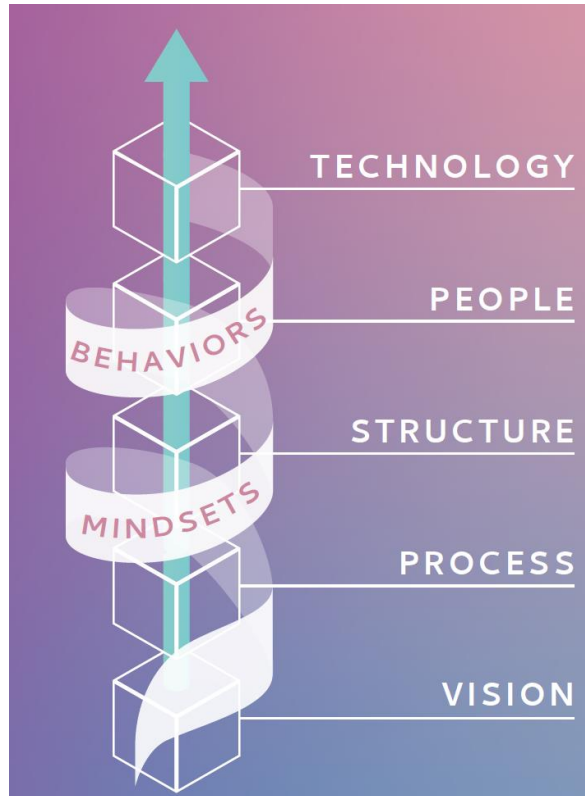 TECHNOLOGY
PEOPLE
BEHAVIORS
STRUCTURE
MINDSETS
PROCESS
VISION